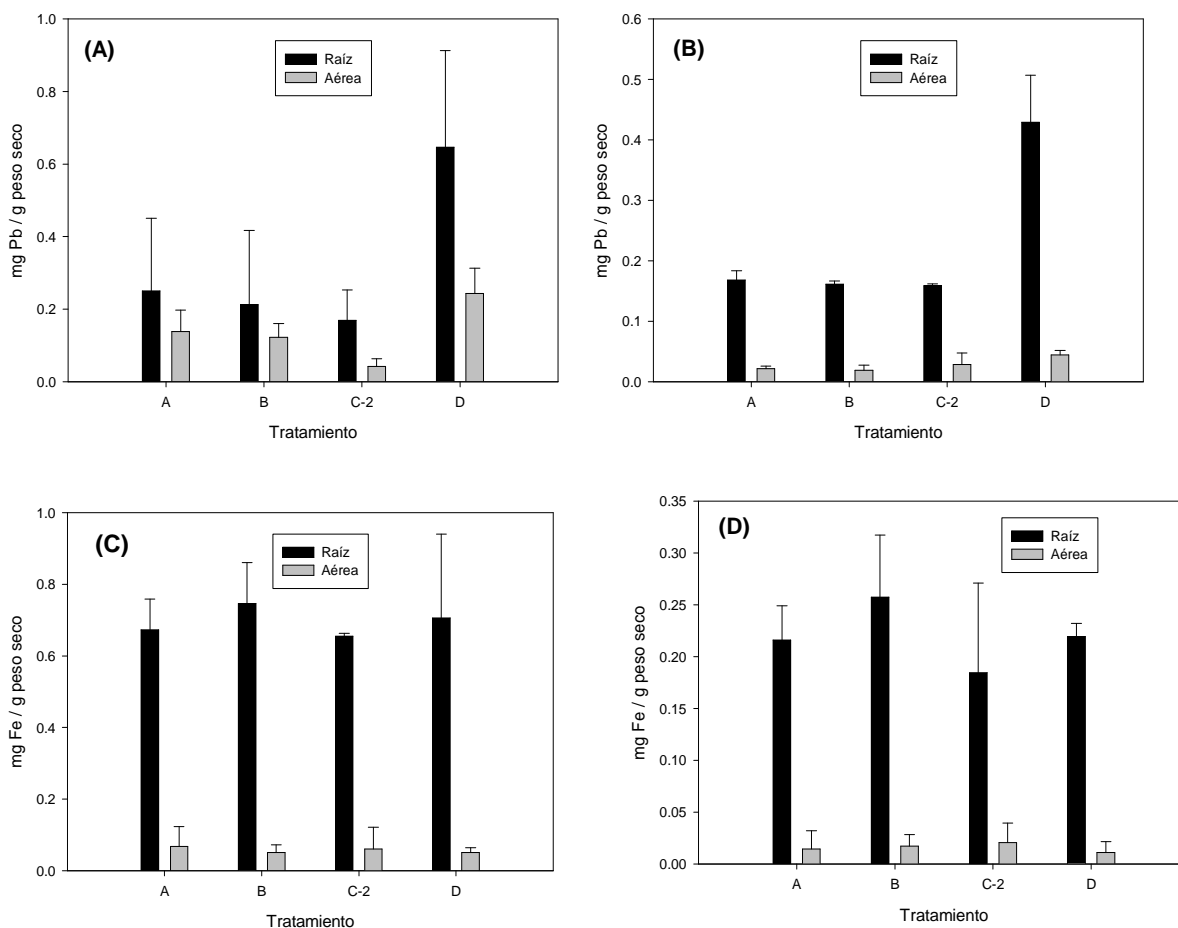 (A)
Raíz
Aérea
mg Pb / g peso seco
1.0
0.8
0.6
0.4
0.2
0.0
A B C-2 D
Tratamiento
(B)
Raíz
Aérea
mg Pb / g peso seco
0.6
0.5
0.4
0.3
0.2
0.1
0.0
A B C-2 D
Tratamiento
(C)
Raíz
Aérea
mg Fe / g peso seco
1.0
0.8
0.6
0.4
0.2
0.0
A B C-2 D
Tratamiento
(D)
Raíz
Aérea
mg Fe / g peso seco
0.35
0.30
0.25
0.20
0.15
0.10
0.05
0.00
A B C-2 D
Tratamiento